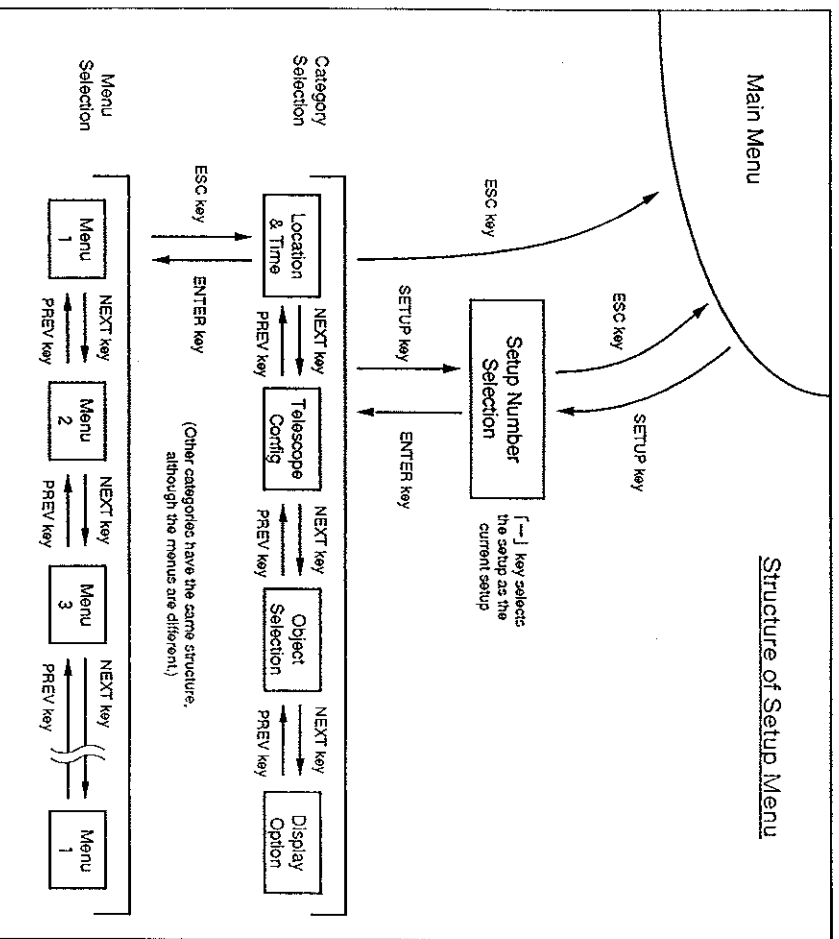 Structure of Setup Menu
Main Menu
ESC key
SETUP key
Setup Number
Selection
「—」 key selects
the setup as the
current setup
ESC key
SETUP key
ENTER key
Category
Selection
Location
& Time
NEXT key
PREV key
Telescope
Config
NEXT key
PREV key
Object
Selection
NEXT key
PREV key
Display
Option
ESC key
ENTER key
(Other categories have the same structure,
although the menus are different.)
Menu
Selection
Menu
1
NEXT key
PREV key
Menu
2
NEXT key
PREV key
Menu
3
NEXT key
PREV key
Menu
1